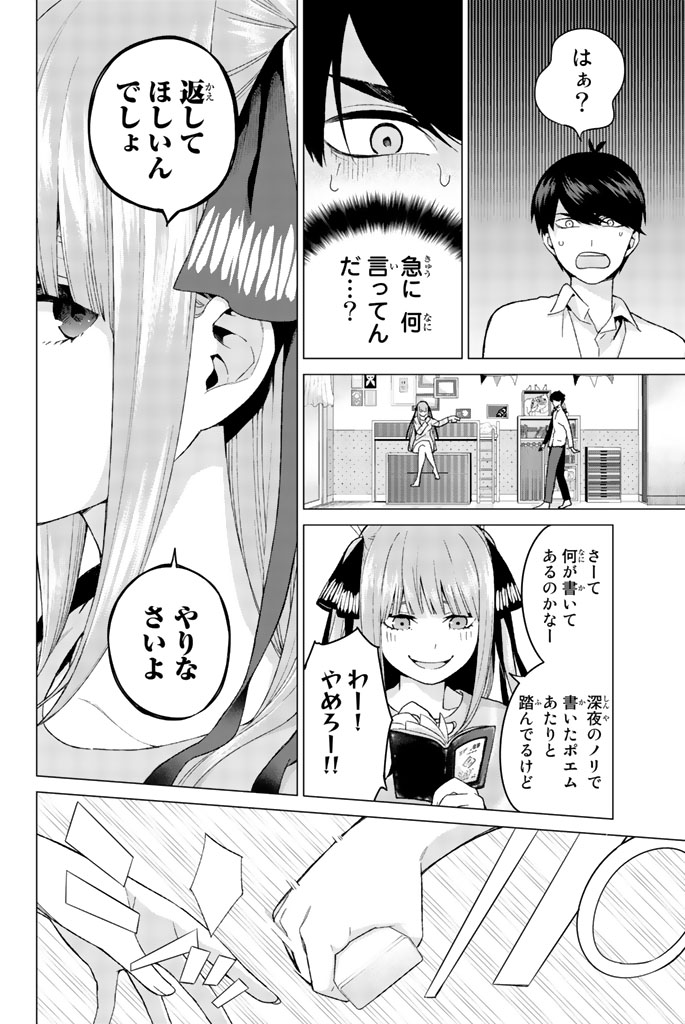 はぁ？
急に何
言ってん
だ…？
返して
ほしいん
でしょ
やりな
さいよ
さーて
何が書いて
あるのかなー
深夜のノリで
書いたポエム
あたりと
踏んでるけど
わー！
やめろー！！